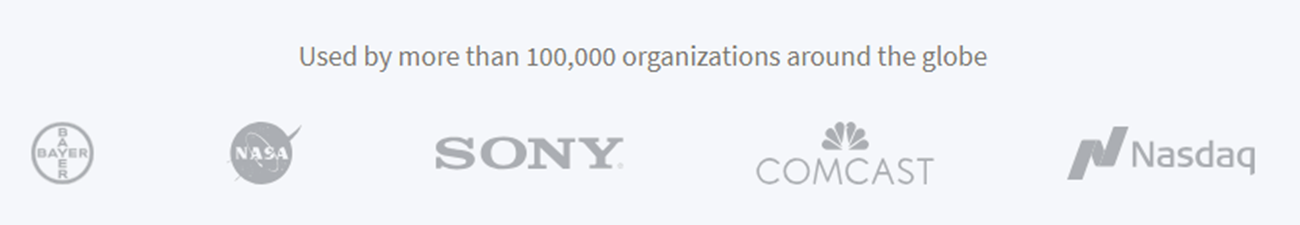 Used by more than 100,000 organizations around the globe
BAYER BAYER NASA SONY COMCAST Nasdaq